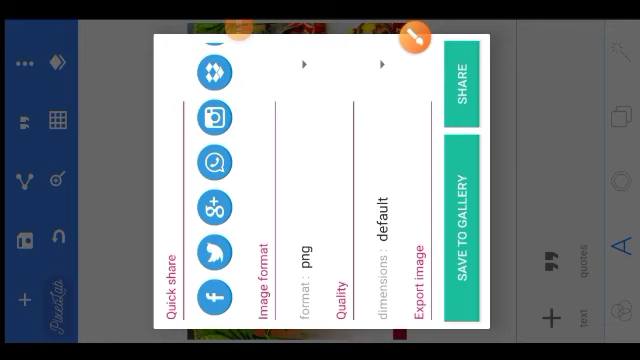 Quick share
Image format
format : png
Quality
dimensions : default
Export image
SAVE TO GALLERY
SHARE
PixelLab
text
quotes
A